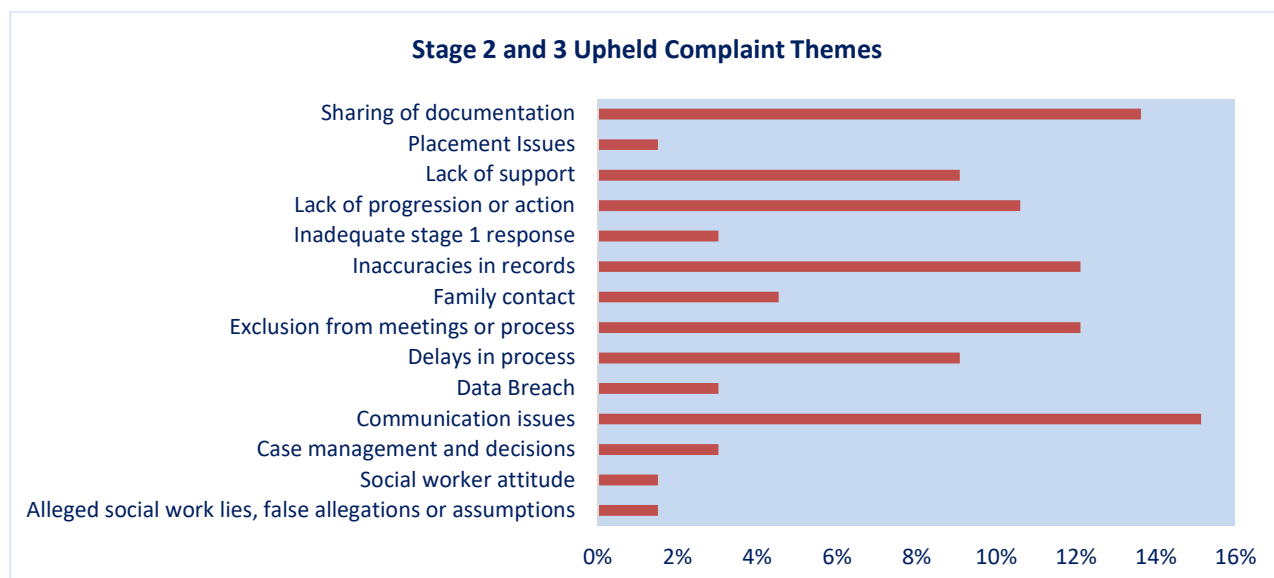 Stage 2 and 3 Upheld Complaint Themes
Sharing of documentation
Placement Issues
Lack of support
Lack of progression or action
Inadequate stage 1 response
Inaccuracies in records
Family contact
Exclusion from meetings or process
Delays in process
Data Breach
Communication issues
Case management and decisions
Social worker attitude
Alleged social work lies, false allegations or assumptions
0% 2% 4% 6% 8% 10% 12% 14% 16%